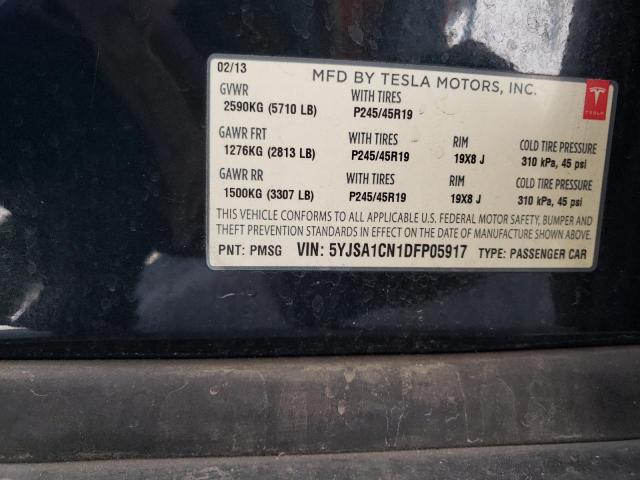 02/13 MFD BY TESLA MOTORS, INC.
GVWR WITH TIRES
2590KG (5710 LB) P245/45R19
TESLA
GAWR FRT WITH TIRES RIM COLD TIRE PRESSURE
1276KG (2813 LB) P245/45R19 19X8 J 310 kPa, 45 psi
GAWR RR WITH TIRES RIM COLD TIRE PRESSURE
1500KG (3307 LB) P245/45R19 19X8 J 310 kPa, 45 psi
THIS VEHICLE CONFORMS TO ALL APPLICABLE U.S. FEDERAL MOTOR SAFETY, BUMPER AND
THEFT PREVENTION STANDARDS IN EFFECT ON THE DATE OF MANUFACTURE SHOWN ABOVE.
PNT: PMSG VIN: 5YJSA1CN1DFP05917 TYPE: PASSENGER CAR